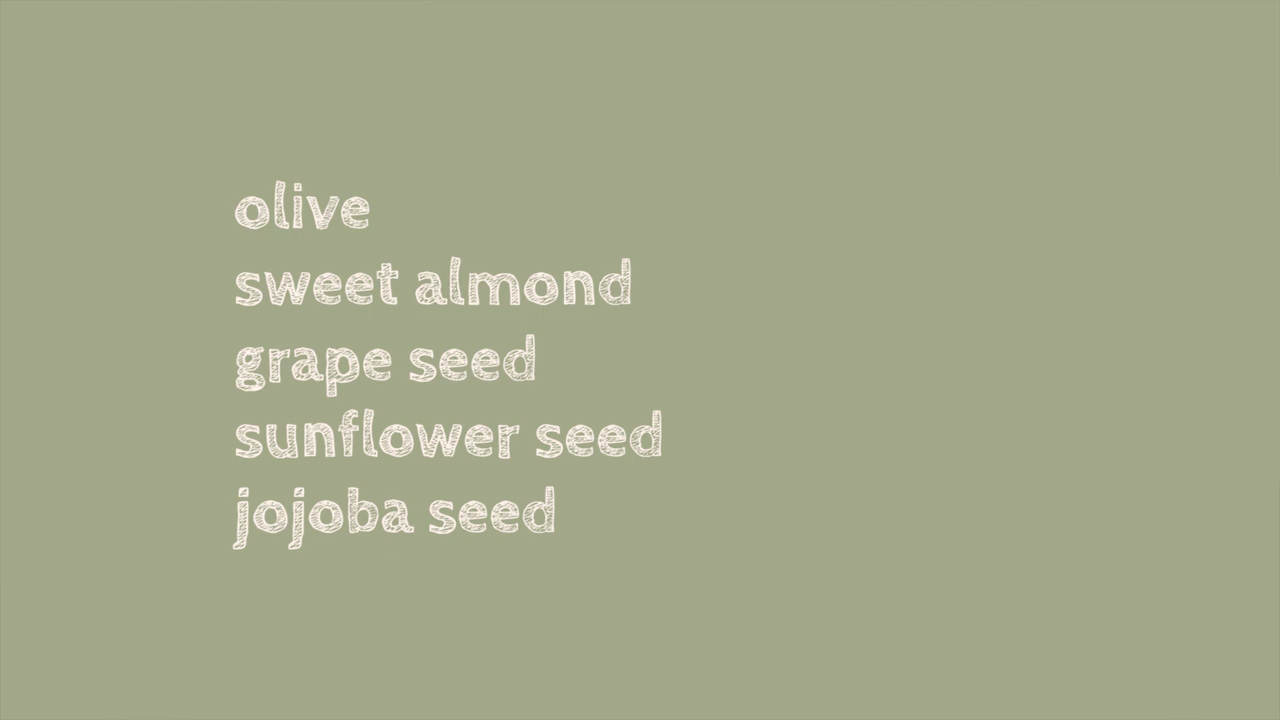 olive
sweet almond
grape seed
sunflower seed
jojoba seed